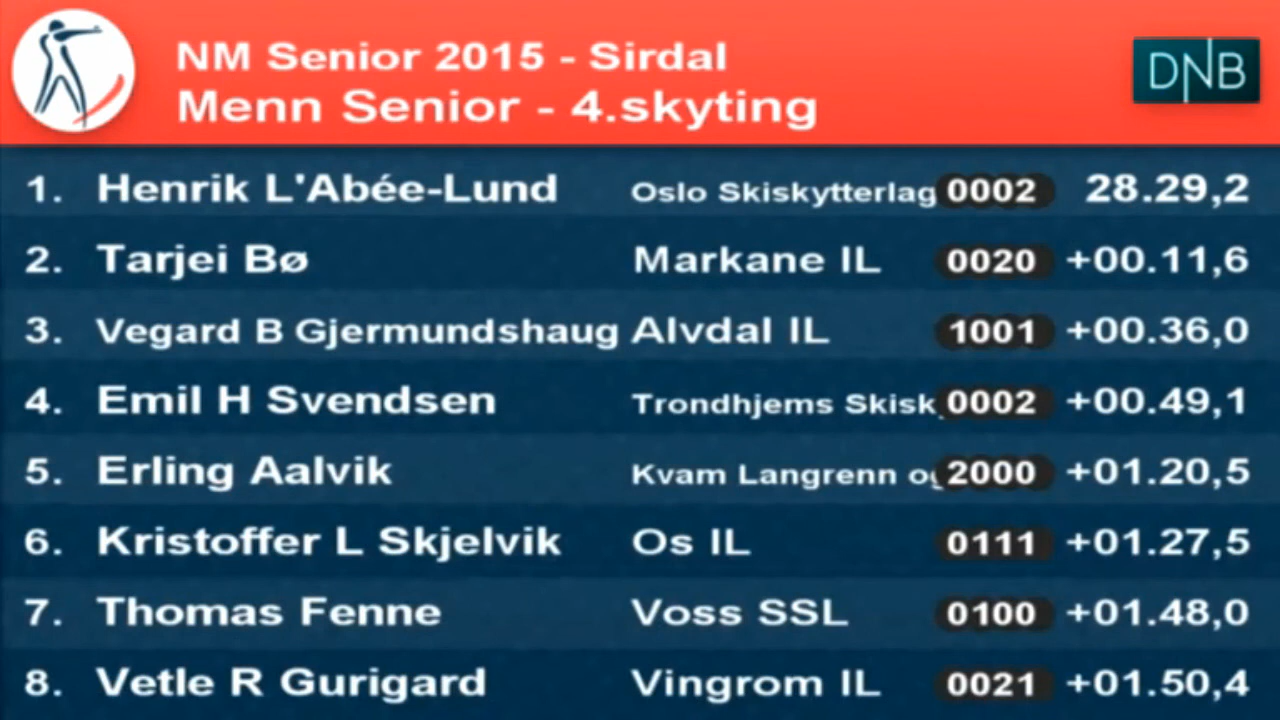 NM Senior 2015 - Sirdal
Menn Senior - 4.skyting
DNB
1. Henrik L'Abée-Lund Oslo Skiskytterlag 0002 28.29,2
2. Tarjei Bø Markane IL 0020 +00.11,6
3. Vegard B Gjermundshaug Alvdal IL 1001 +00.36,0
4. Emil H Svendsen Trondhjems Skisk 0002 +00.49,1
5. Erling Aalvik Kvam Langrenn og 2000 +01.20,5
6. Kristoffer L Skjelvik Os IL 0111 +01.27,5
7. Thomas Fenne Voss SSL 0100 +01.48,0
8. Vetle R Gurigard Vingrom IL 0021 +01.50,4